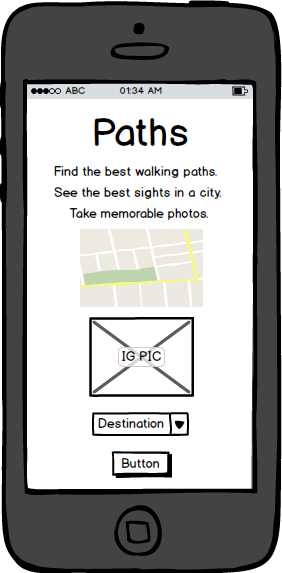 ABC 01:34 AM
Paths
Find the best walking paths.
See the best sights in a city.
Take memorable photos.
IG PIC
Destination
Button